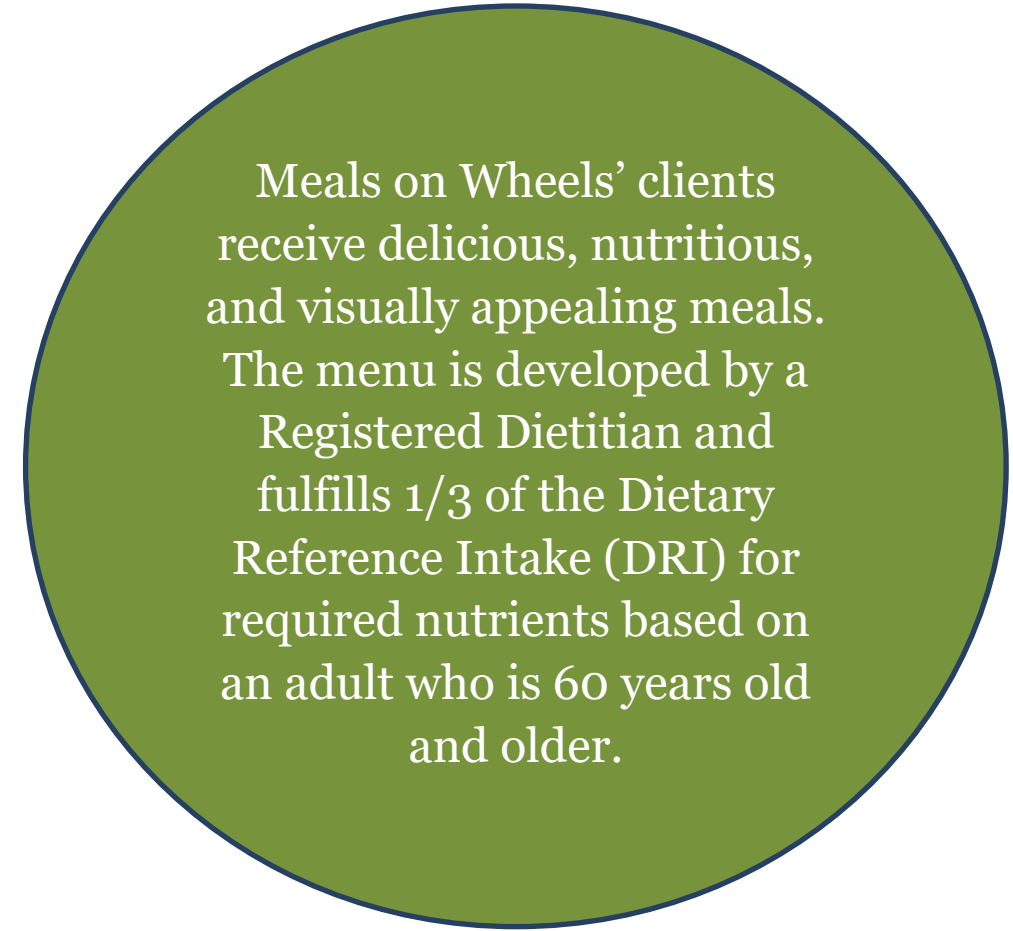 Meals on Wheels’ clients
receive delicious, nutritious,
and visually appealing meals.
The menu is developed by a
Registered Dietitian and
fulfills 1/3 of the Dietary
Reference Intake (DRI) for
required nutrients based on
an adult who is 60 years old
and older.